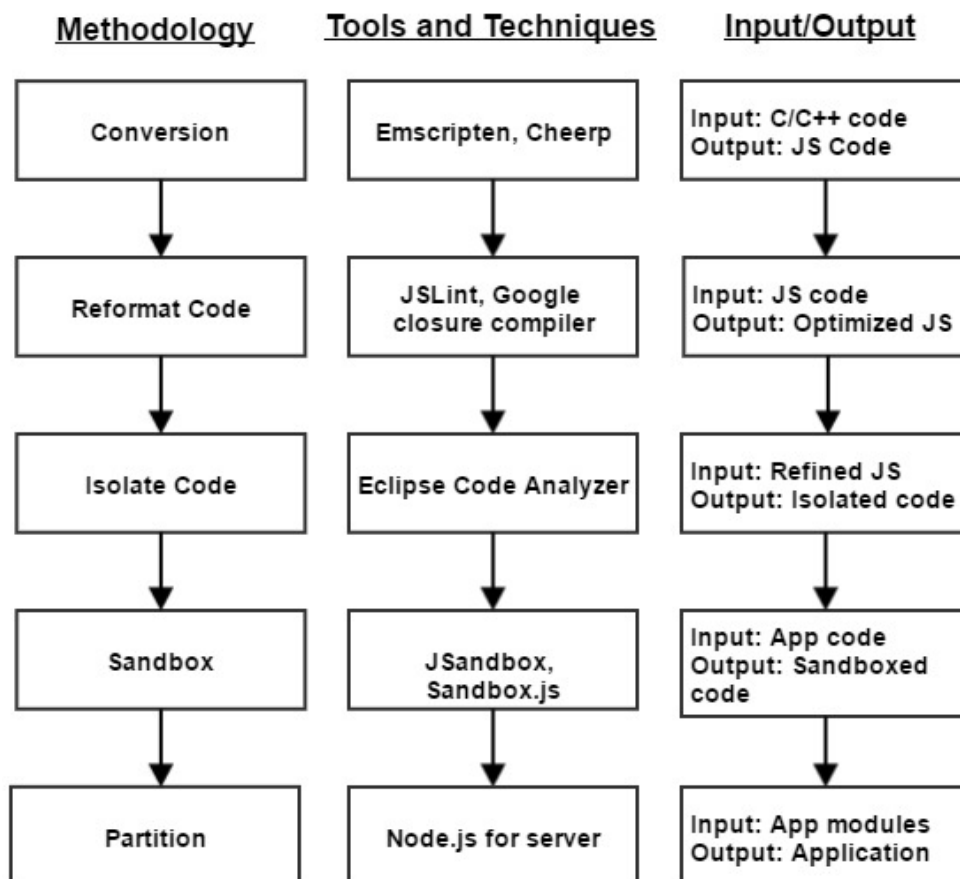 Methodology
Tools and Techniques
Input/Output
Conversion
Emscripten, Cheerp
Input: C/C++ code
Output: JS Code
Reformat Code
JSLint, Google
closure compiler
Input: JS code
Output: Optimized JS
Isolate Code
Eclipse Code Analyzer
Input: Refined JS
Output: Isolated code
Sandbox
JSandbox,
Sandbox.js
Input: App code
Output: Sandboxed
code
Partition
Node.js for server
Input: App modules
Output: Application